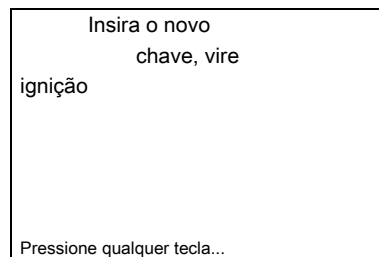 Insira o novo
chave, vire
ignição
Pressione qualquer tecla...